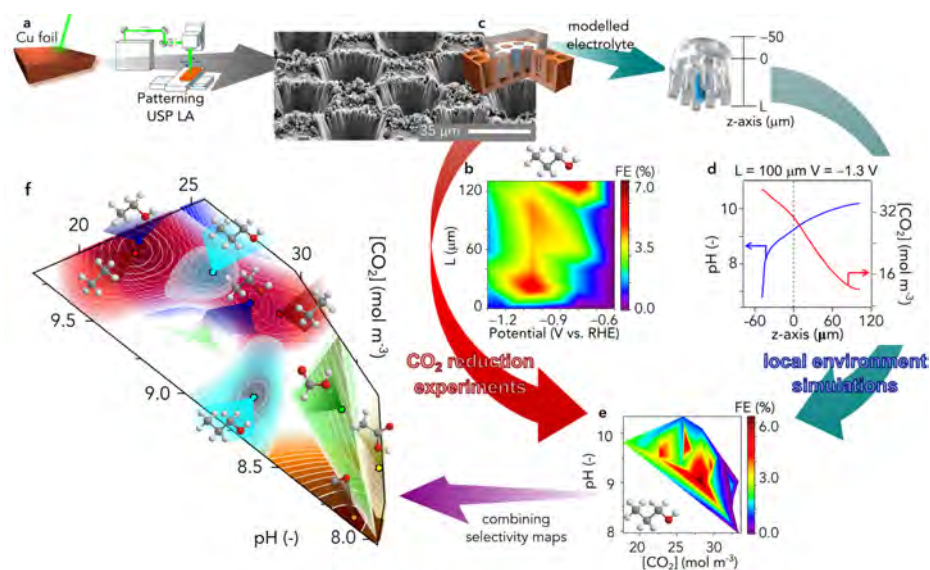 a
Cu foil
Patterning
USP LA
35 μm
c
modelled
electrolyte
-50
0
L
z-axis (μm)
b
FE (%)
7.0
3.5
0.0
120
60
0
L (μm)
-1.2
-0.9
-0.6
Potential (V vs. RHE)
d
L = 100 μm V = -1.3 V
10
8
pH (-)
32
16
[CO₂] (mol m⁻³)
-60
0
60
120
z-axis (μm)
CO₂ reduction
experiments
local environment
simulations
e
FE (%)
6.0
3.0
0.0
10
9
8
pH (-)
20
25
30
[CO₂] (mol m⁻³)
combining
selectivity maps
f
20
25
30
[CO₂] (mol m⁻³)
9.5
9.0
8.5
8.0
pH (-)